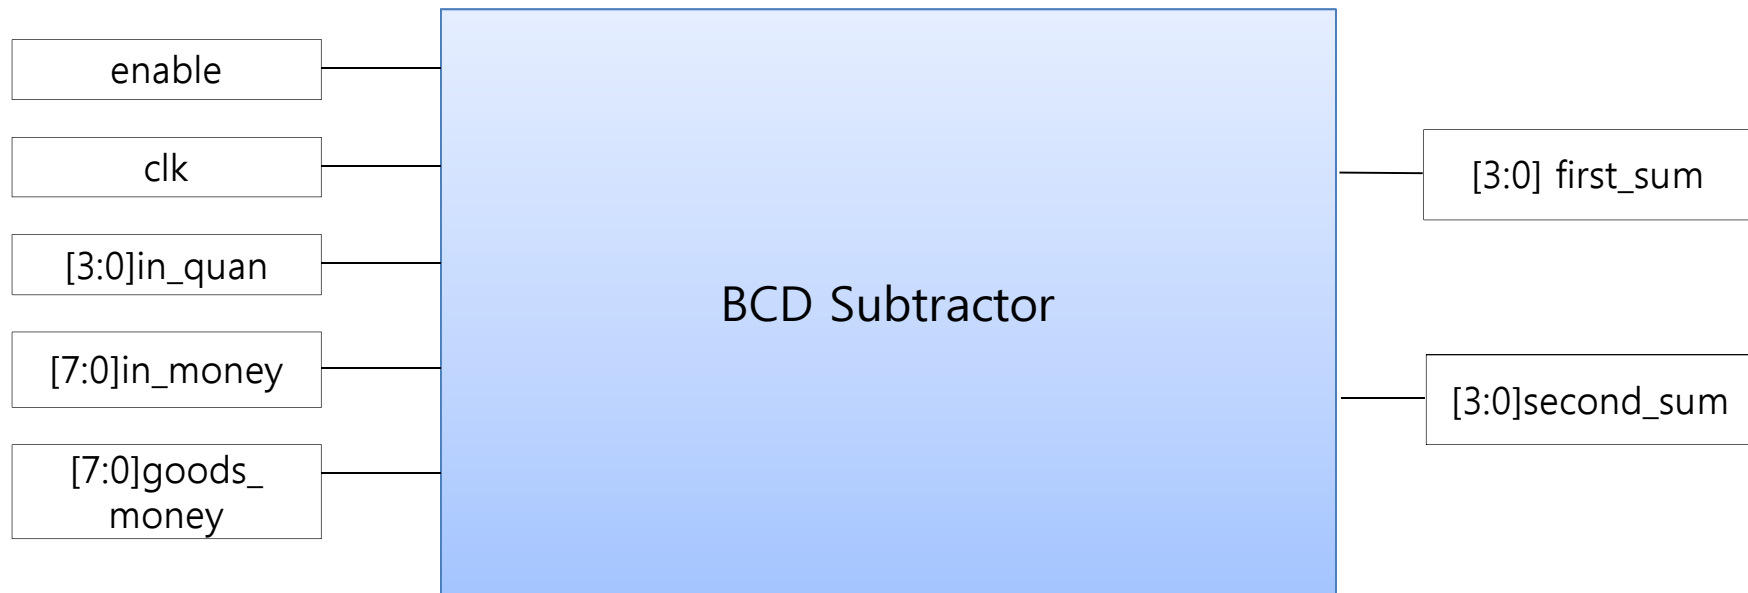 enable
clk
[3:0]in_quan
[7:0]in_money
[7:0]goods_
money
BCD Subtractor
[3:0] first_sum
[3:0]second_sum